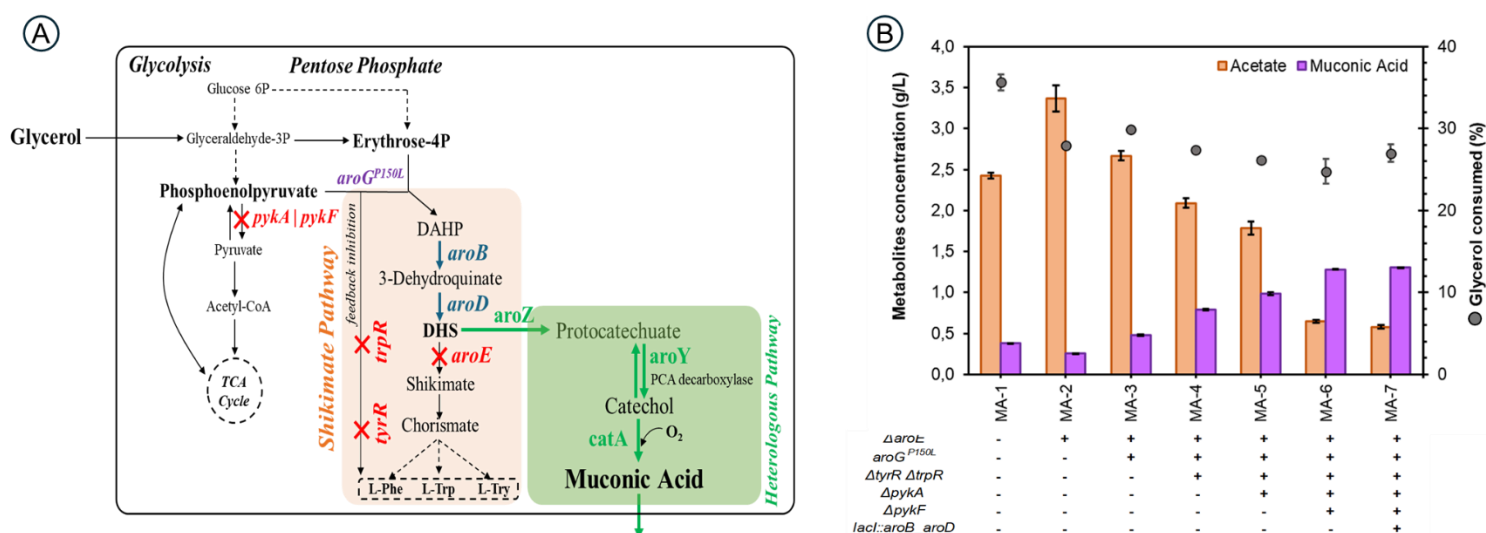 A
Glycolysis
Pentose Phosphate
Glucose 6P
Glycerol
Glyceraldehyde-3P
Erythrose-4P
Phosphoenolpyruvate
aroG^P150L
pykA | pykF
Pyruvate
Acetyl-CoA
TCA
Cycle
Shikimate Pathway
feedback inhibition
trpR
tyrR
DAHP
aroB
3-Dehydroquinate
aroD
DHS
aroE
Shikimate
Chorismate
L-Phe
L-Trp
L-Try
aroZ
Protocatechuate
aroY
PCA decarboxylase
Catechol
catA
O₂
Muconic Acid
Heterologous Pathway
B
Acetate
Muconic Acid
Metabolites concentration (g/L)
4,0
3,5
3,0
2,5
2,0
1,5
1,0
0,5
0,0
40
30
20
10
0
Glycerol consumed (%)
MA-1
MA-2
MA-3
MA-4
MA-5
MA-6
MA-7
ΔaroE - + + + + + +
aroG^P150L - - + + + + +
ΔtyrR ΔtrpR - - - + + + +
ΔpykA - - - - + + +
ΔpykF - - - - - + +
lacI::aroB aroD - - - - - - +